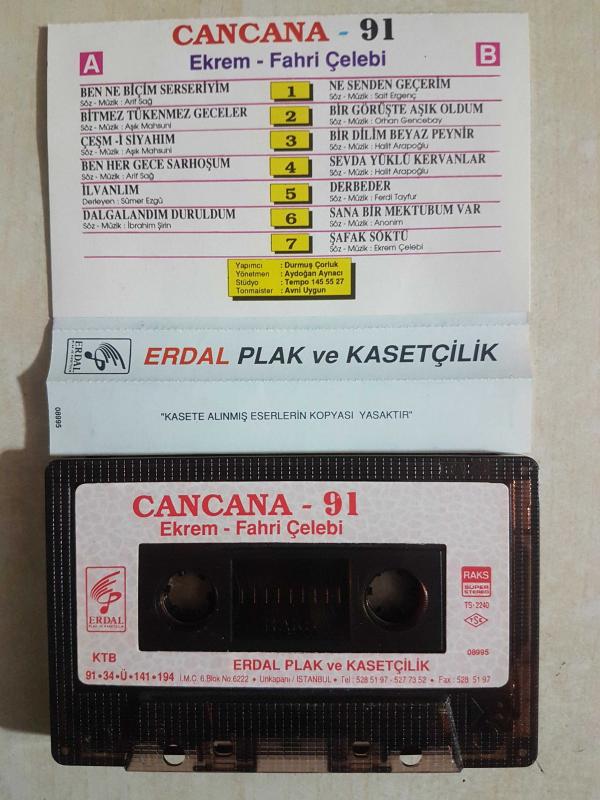 CANCANA - 91
A
Ekrem - Fahri Çelebi
B
BEN NE BİÇİM SERSERİYİM
Söz - Müzik : Arif Sağ
1
NE SENDEN GEÇERİM
Söz - Müzik : Sait Ergenç
BİTMEZ TÜKENMEZ GECELER
Söz - Müzik : Aşık Mahsuni
2
BİR GÖRÜŞTE AŞIK OLDUM
Söz - Müzik : Orhan Gencebay
ÇEŞM -İ SİYAHIM
Söz - Müzik : Aşık Mahsuni
3
BİR DİLİM BEYAZ PEYNİR
Söz - Müzik : Halit Arapoğlu
BEN HER GECE SARHOŞUM
Söz - Müzik : Arif Sağ
4
SEVDA YÜKLÜ KERVANLAR
Söz - Müzik : Halit Arapoğlu
İLVANLIM
Derleyen : Sümer Ezgü
5
DERBEDER
Söz - Müzik : Ferdi Tayfur
DALGALANDIM DURULDUM
Söz - Müzik : İbrahim Şirin
6
SANA BİR MEKTUBUM VAR
Söz - Müzik : Anonim
7
ŞAFAK SÖKTÜ
Söz - Müzik : Ekrem Çelebi
Yapımcı : Durmuş Çorluk
Yönetmen : Aydoğan Aynacı
Stüdyo : Tempo 145 55 27
Tonmaister : Avni Uygun
ERDAL
ERDAL PLAK ve KASETÇİLİK
08995
"KASETE ALINMIŞ ESERLERİN KOPYASI YASAKTIR"
CANCANA - 91
Ekrem - Fahri Çelebi
ERDAL
PLAK ve KASETÇİLİK
RAKS
SUPER
STEREO
TS-2240
TSE
08995
KTB
ERDAL PLAK ve KASETÇİLİK
91•34•Ü•141•194 İ.M.C. 6.Blok No.6222 • Unkapanı / İSTANBUL • Tel : 528 51 97 - 527 73 52 • Fax : 528 51 97